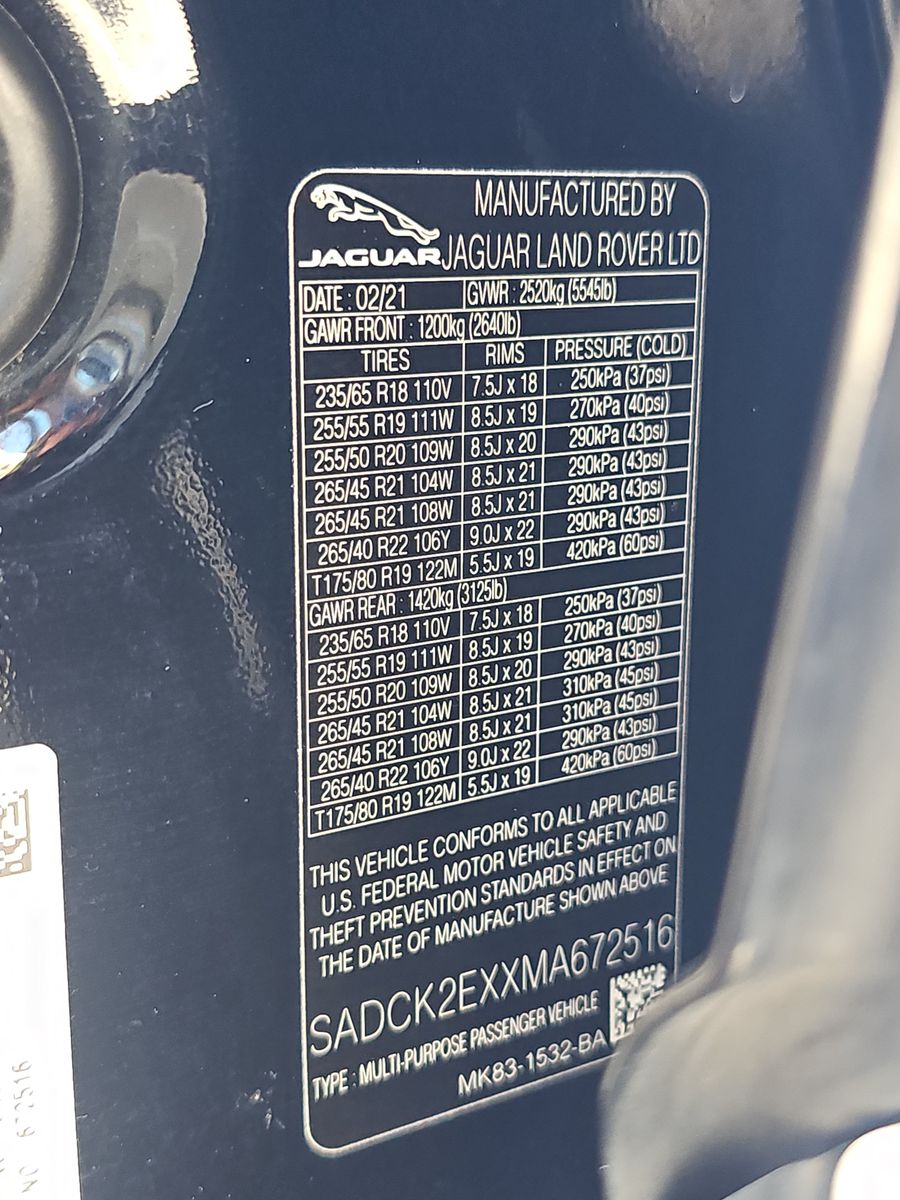 MANUFACTURED BY
JAGUAR JAGUAR LAND ROVER LTD
DATE : 02/21 GVWR : 2520kg (5545lb)
GAWR FRONT : 1200kg (2640lb)
TIRES RIMS PRESSURE (COLD)
235/65 R18 110V 7.5J x 18 250kPa (37psi)
255/55 R19 111W 8.5J x 19 270kPa (40psi)
255/50 R20 109W 8.5J x 20 290kPa (43psi)
265/45 R21 104W 8.5J x 21 290kPa (43psi)
265/45 R21 108W 8.5J x 21 290kPa (43psi)
265/40 R22 106Y 9.0J x 22 290kPa (43psi)
T175/80 R19 122M 5.5J x 19 420kPa (60psi)
GAWR REAR : 1420kg (3125lb)
235/65 R18 110V 7.5J x 18 250kPa (37psi)
255/55 R19 111W 8.5J x 19 270kPa (40psi)
255/50 R20 109W 8.5J x 20 290kPa (43psi)
265/45 R21 104W 8.5J x 21 310kPa (45psi)
265/45 R21 108W 8.5J x 21 310kPa (45psi)
265/40 R22 106Y 9.0J x 22 290kPa (43psi)
T175/80 R19 122M 5.5J x 19 420kPa (60psi)
THIS VEHICLE CONFORMS TO ALL APPLICABLE
U.S. FEDERAL MOTOR VEHICLE SAFETY AND
THEFT PREVENTION STANDARDS IN EFFECT ON
THE DATE OF MANUFACTURE SHOWN ABOVE
SADCK2EXXMA672516
TYPE : MULTI-PURPOSE PASSENGER VEHICLE
MK83-1532-BA
NO 672516